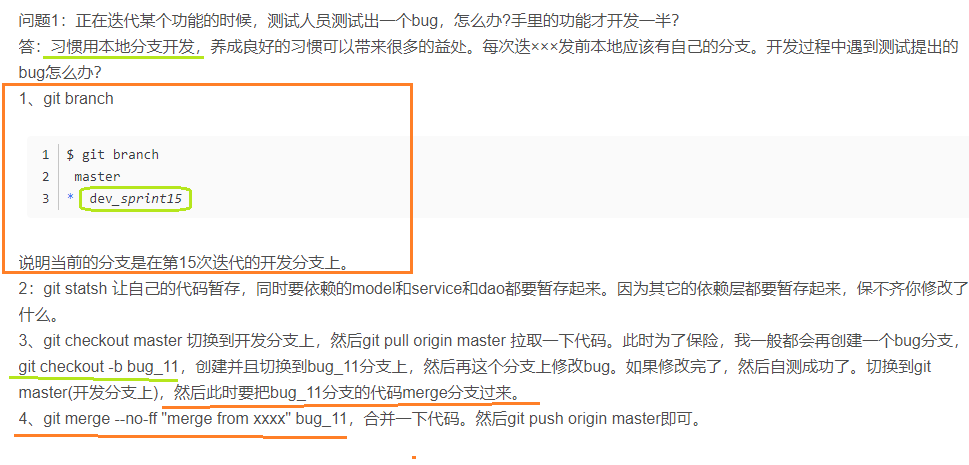 问题1：正在迭代某个功能的时候，测试人员测试出一个bug，怎么办?手里的功能才开发一半?
答：习惯用本地分支开发，养成良好的习惯可以带来很多的益处。每次迭×××发前本地应该有自己的分支。开发过程中遇到测试提出的
bug怎么办?
1、git branch
1 $ git branch
2 master
3 * dev_sprint15
说明当前的分支是在第15次迭代的开发分支上。
2：git statsh 让自己的代码暂存，同时要依赖的model和service和dao都要暂存起来。因为其它的依赖层都要暂存起来，保不齐你修改了
什么。
3、git checkout master 切换到开发分支上，然后git pull origin master 拉取一下代码。此时为了保险，我一般都会再创建一个bug分支，
git checkout -b bug_11，创建并且切换到bug_11分支上，然后再这个分支上修改bug。如果修改完了，然后自测成功了。切换到git
master(开发分支上)，然后此时要把bug_11分支的代码merge分支过来。
4、git merge --no-ff "merge from xxxx" bug_11，合并一下代码。然后git push origin master即可。